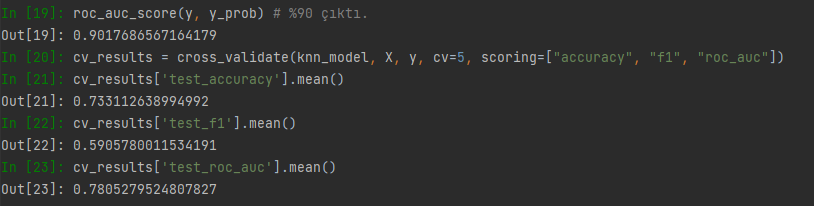 In [19]: roc_auc_score(y, y_prob) # %90 çıktı.
Out[19]: 0.9017686567164179
In [20]: cv_results = cross_validate(knn_model, X, y, cv=5, scoring=["accuracy", "f1", "roc_auc"])
In [21]: cv_results['test_accuracy'].mean()
Out[21]: 0.733112638994992
In [22]: cv_results['test_f1'].mean()
Out[22]: 0.5905780011534191
In [23]: cv_results['test_roc_auc'].mean()
Out[23]: 0.7805279524807827